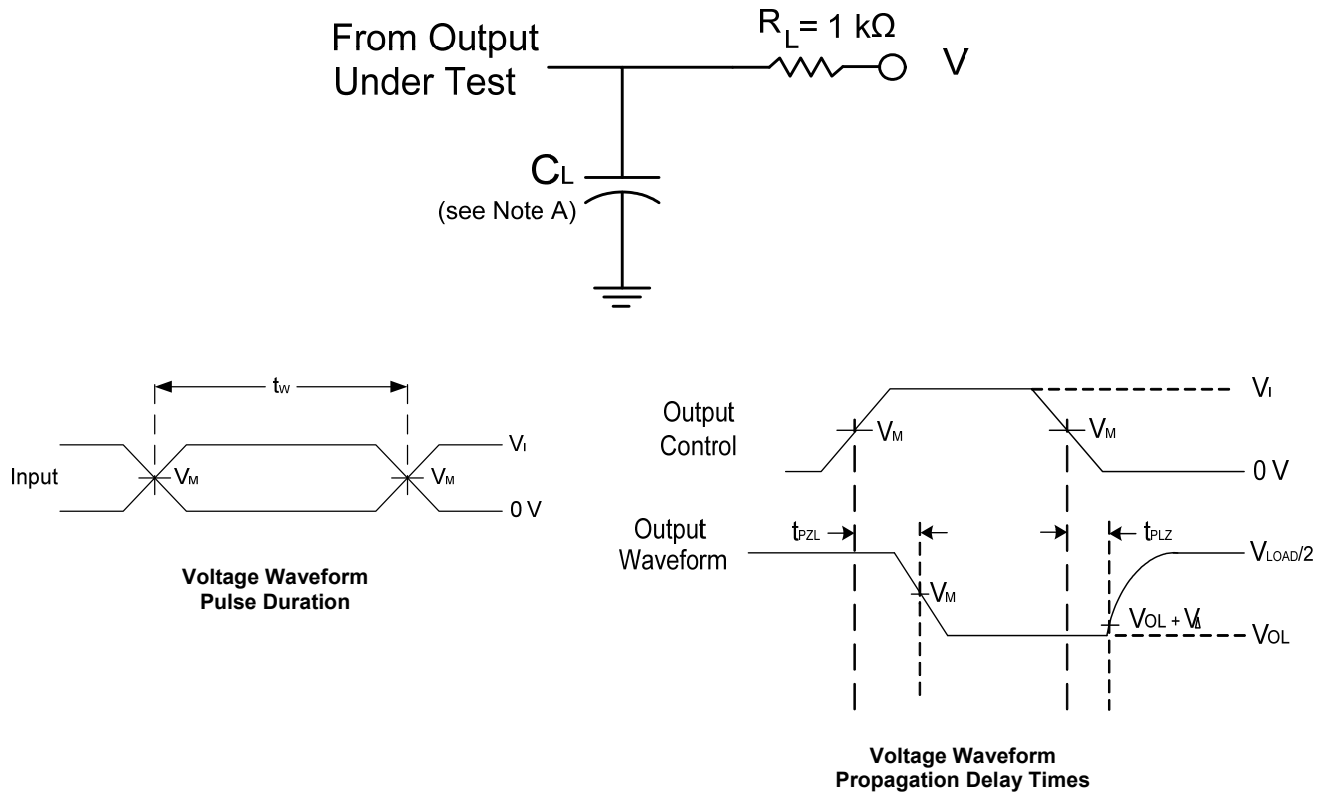 From Output
Under Test
RL = 1 kΩ
V
CL
(see Note A)
tW
Input
VM
VM
VI
0 V
Voltage Waveform
Pulse Duration
Output
Control
VM
VM
VI
0 V
Output
Waveform
tPZL
tPLZ
VLOAD/2
VM
VOL + VΔ
VOL
Voltage Waveform
Propagation Delay Times